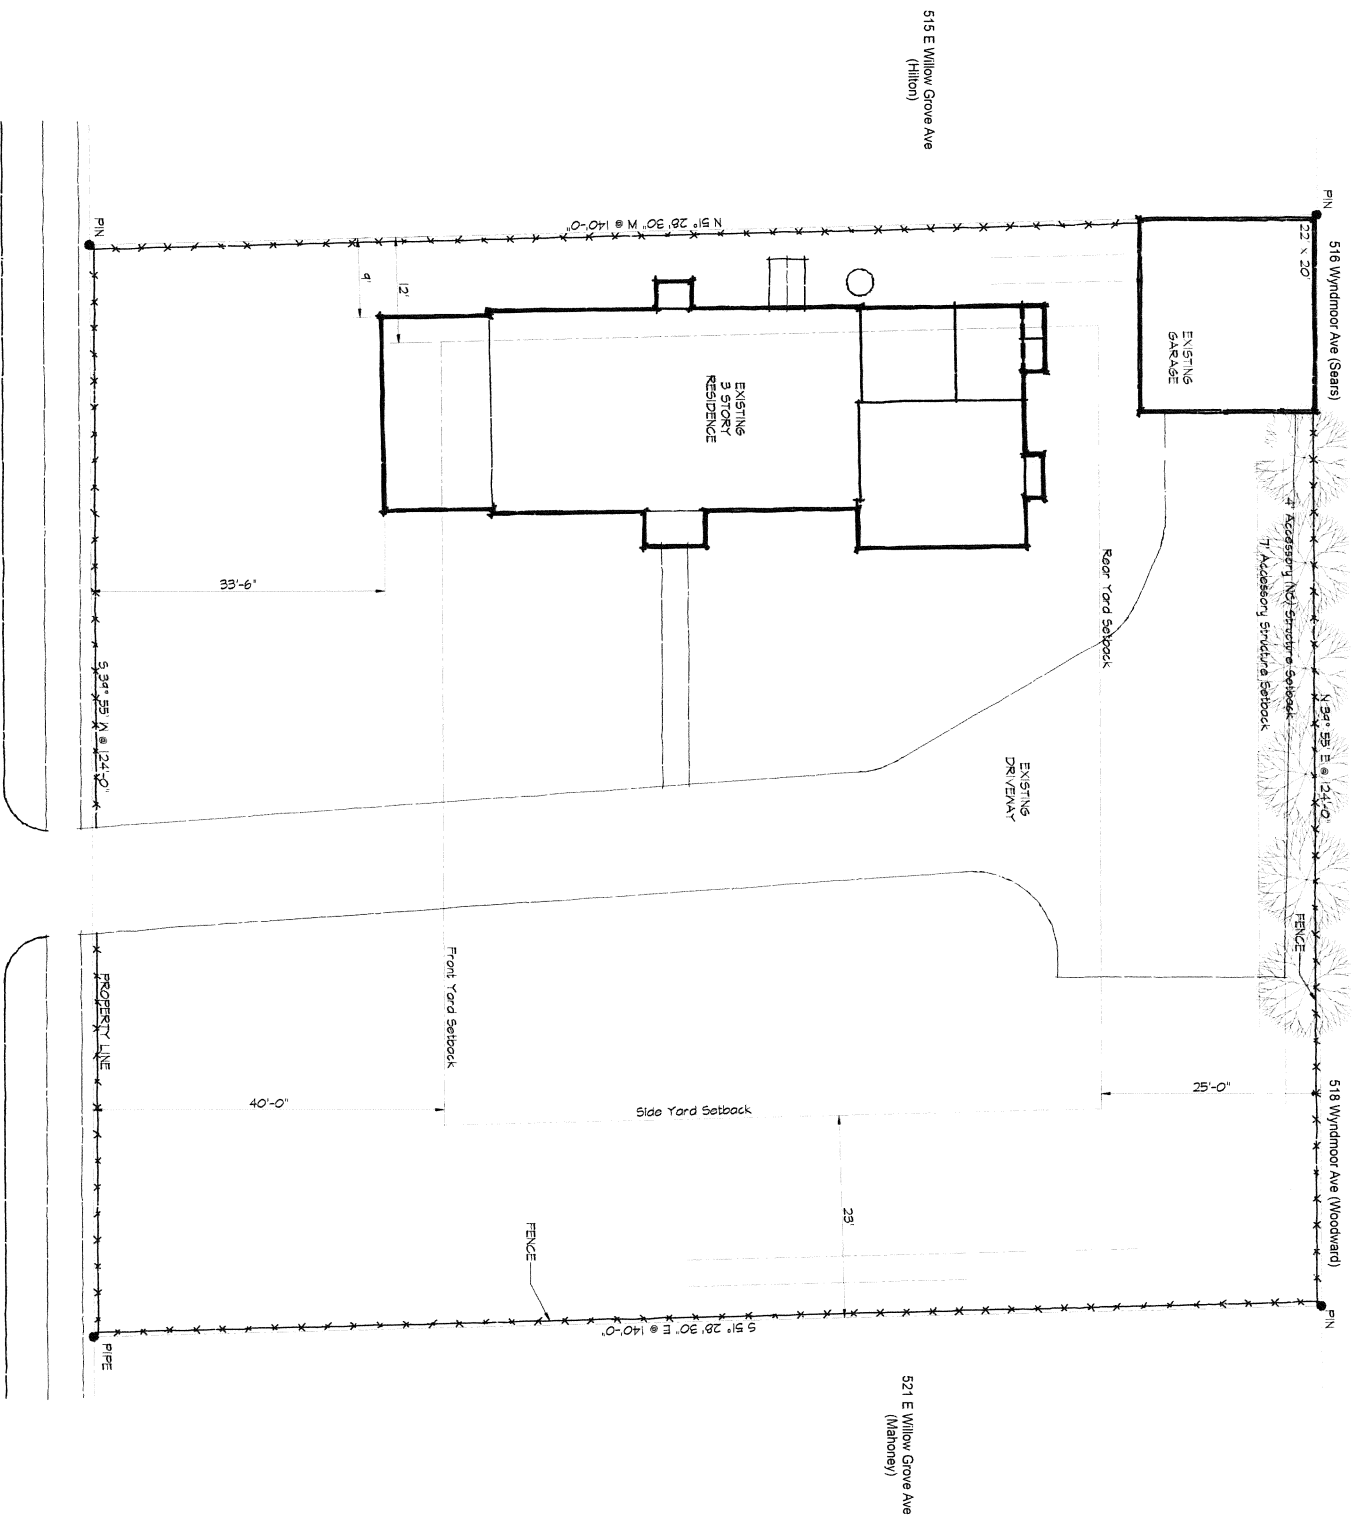 515 E Willow Grove Ave
(Hilton)
PIN
N 51° 28' 30" W @ 140'-0"
PIN
22' x 20'
516 Wyndmoor Ave (Sears)
9'
12'
EXISTING
GARAGE
EXISTING
3 STORY
RESIDENCE
33'-6"
Rear Yard Setback
4' Accessory (NG) Structure Setback
7' Accessory Structure Setback
S 39° 55' W @ 124'-0"
N 39° 55' E @ 124'-0"
EXISTING
DRIVEWAY
FENCE
PROPERTY LINE
Front Yard Setback
40'-0"
Side Yard Setback
25'-0"
518 Wyndmoor Ave (Woodward)
23'
FENCE
S 51° 28' 30" E @ 140'-0"
PIPE
PIN
521 E Willow Grove Ave
(Mahoney)